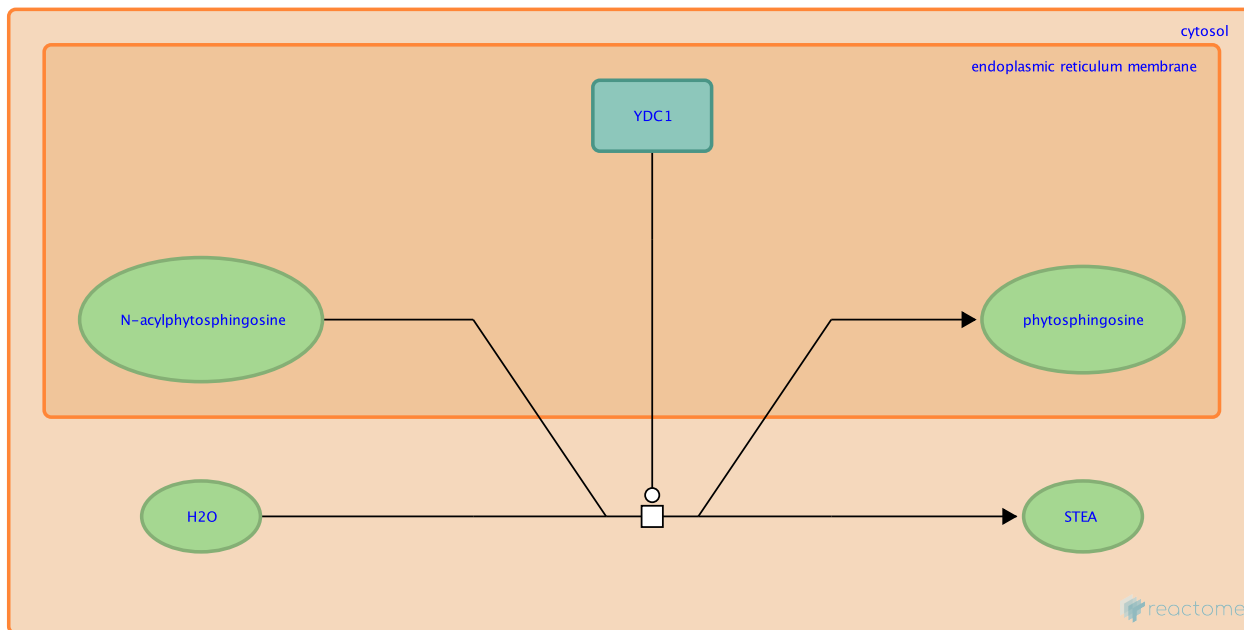 cytosol
endoplasmic reticulum membrane
YDC1
N-acylphytosphingosine
phytosphingosine
H2O
STEA
reactome